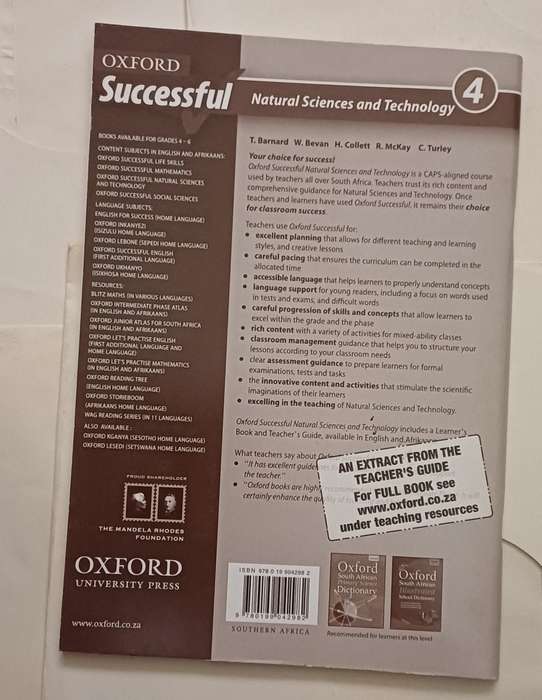 OXFORD
Successful
Natural Sciences and Technology
4
BOOKS AVAILABLE FOR GRADES 4 – 6
CONTENT SUBJECTS IN ENGLISH AND AFRIKAANS:
OXFORD SUCCESSFUL LIFE SKILLS
OXFORD SUCCESSFUL MATHEMATICS
OXFORD SUCCESSFUL NATURAL SCIENCES
AND TECHNOLOGY
OXFORD SUCCESSFUL SOCIAL SCIENCES
LANGUAGE SUBJECTS:
ENGLISH FOR SUCCESS (HOME LANGUAGE)
OXFORD INKANYEZI
(ISIZULU HOME LANGUAGE)
OXFORD LEBONE (SEPEDI HOME LANGUAGE)
OXFORD SUCCESSFUL ENGLISH
(FIRST ADDITIONAL LANGUAGE)
OXFORD UKHANYO
(ISIXHOSA HOME LANGUAGE)
RESOURCES:
BLITZ MATHS (IN VARIOUS LANGUAGES)
OXFORD INTERMEDIATE PHASE ATLAS
(IN ENGLISH AND AFRIKAANS)
OXFORD JUNIOR ATLAS FOR SOUTH AFRICA
(IN ENGLISH AND AFRIKAANS)
OXFORD LET'S PRACTISE ENGLISH
(FIRST ADDITIONAL LANGUAGE AND
HOME LANGUAGE)
OXFORD LET'S PRACTISE MATHEMATICS
(IN ENGLISH AND AFRIKAANS)
OXFORD READING TREE
(ENGLISH HOME LANGUAGE)
OXFORD STORIEBOOM
(AFRIKAANS HOME LANGUAGE)
WAG READING SERIES (IN 11 LANGUAGES)
ALSO AVAILABLE:
OXFORD KGANYA (SESOTHO HOME LANGUAGE)
OXFORD LESEDI (SETSWANA HOME LANGUAGE)
PROUD SHAREHOLDER
THE MANDELA RHODES
FOUNDATION
OXFORD
UNIVERSITY PRESS
www.oxford.co.za
T. Barnard W. Bevan H. Collett R. McKay C. Turley
Your choice for success!
Oxford Successful Natural Sciences and Technology is a CAPS-aligned course
used by teachers all over South Africa. Teachers trust its rich content and
comprehensive guidance for Natural Sciences and Technology. Once
teachers and learners have used Oxford Successful, it remains their choice
for classroom success.
Teachers use Oxford Successful for:
• excellent planning that allows for different teaching and learning
styles, and creative lessons
• careful pacing that ensures the curriculum can be completed in the
allocated time
• accessible language that helps learners to properly understand concepts
• language support for young readers, including a focus on words used
in tests and exams, and difficult words
• careful progression of skills and concepts that allow learners to
excel within the grade and the phase
• rich content with a variety of activities for mixed-ability classes
• classroom management guidance that helps you to structure your
lessons according to your classroom needs
• clear assessment guidance to prepare learners for formal
examinations, tests and tasks
• the innovative content and activities that stimulate the scientific
imaginations of their learners
• excelling in the teaching of Natural Sciences and Technology.
Oxford Successful Natural Sciences and Technology includes a Learner's
Book and Teacher's Guide, available in English and
What teachers say about
• "It has excellent
the teacher."
• "Oxford books are
certainly enhance the
AN EXTRACT FROM THE
TEACHER'S GUIDE
For FULL BOOK see
www.oxford.co.za
under teaching resources
ISBN 978 0 19 904298 2
9 780199 042982
SOUTHERN AFRICA
Oxford
South African
Primary Science
Dictionary
Oxford
South African
Illustrated
School Dictionary
Recommended for learners at this level